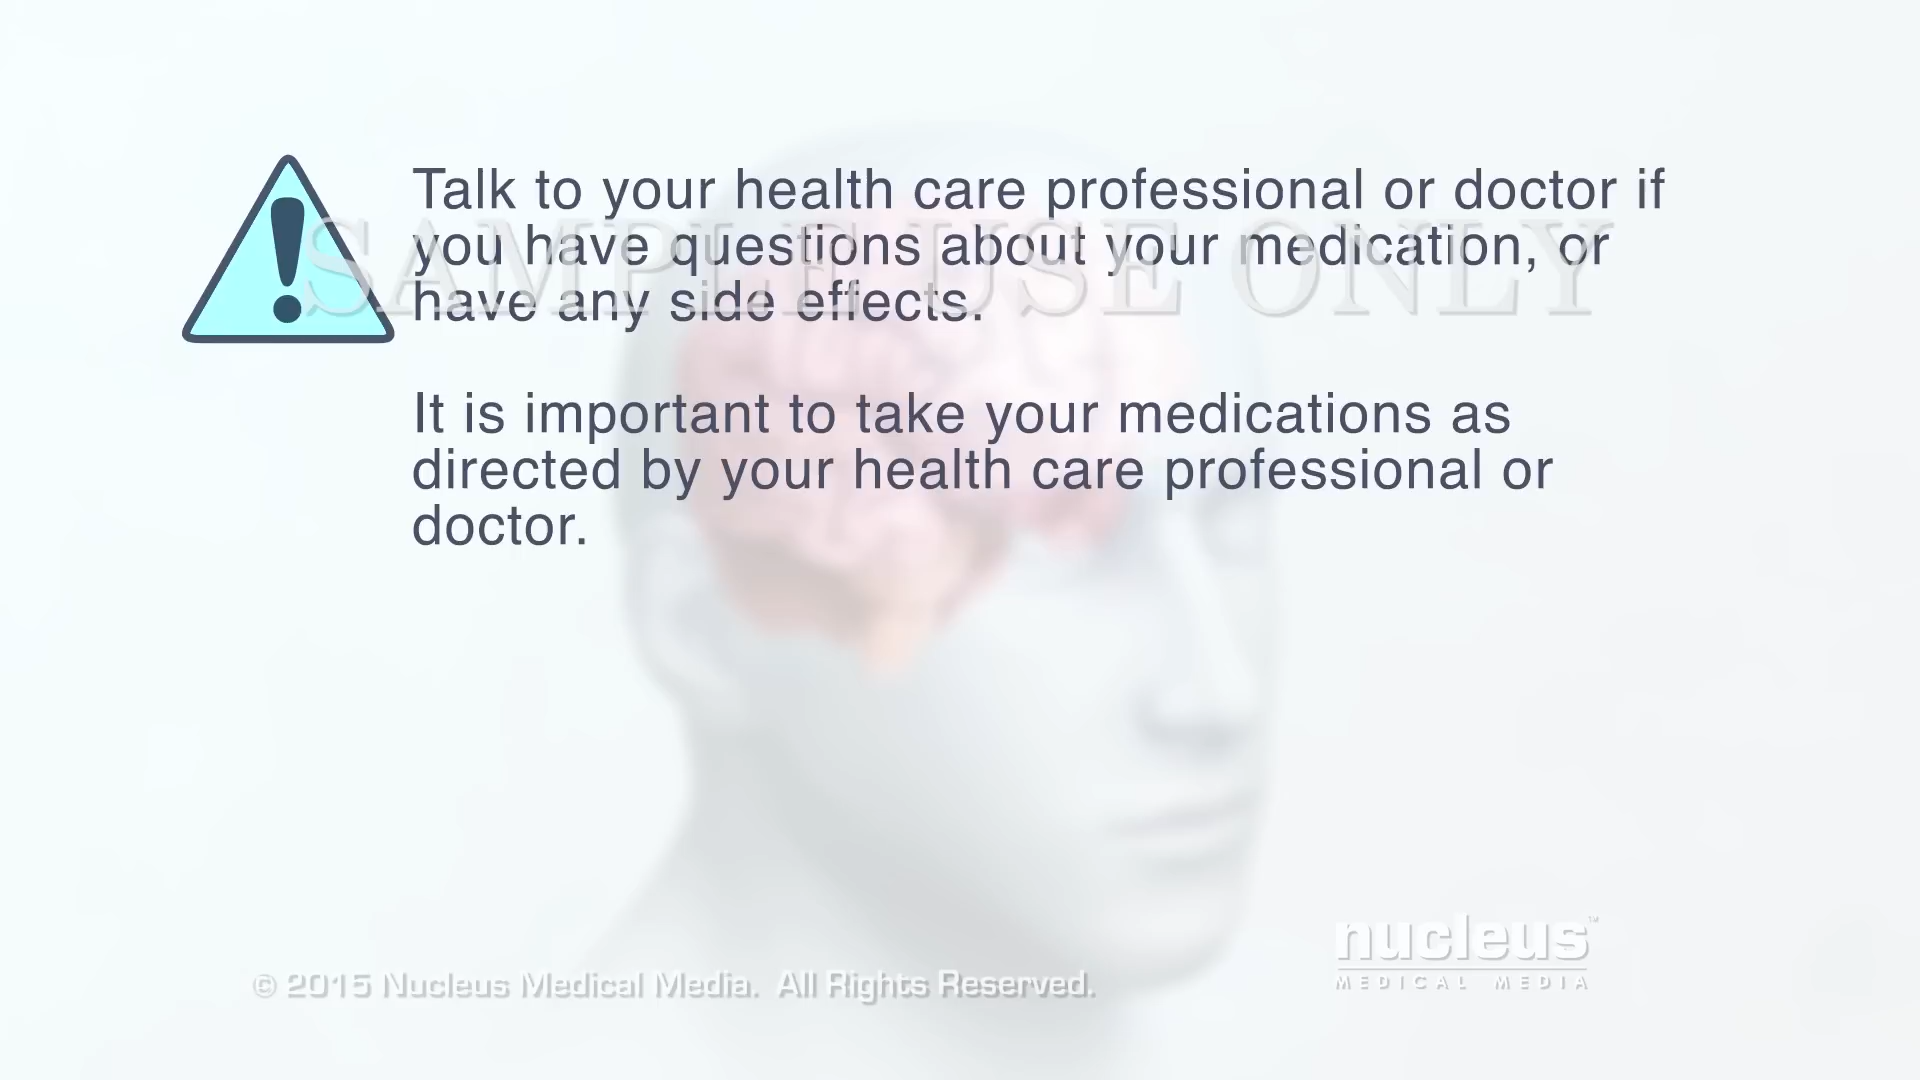 Talk to your health care professional or doctor if
you have questions about your medication, or
have any side effects.
SAMPLE USE ONLY
It is important to take your medications as
directed by your health care professional or
doctor.
© 2015 Nucleus Medical Media. All Rights Reserved.
nucleus™
MEDICAL MEDIA